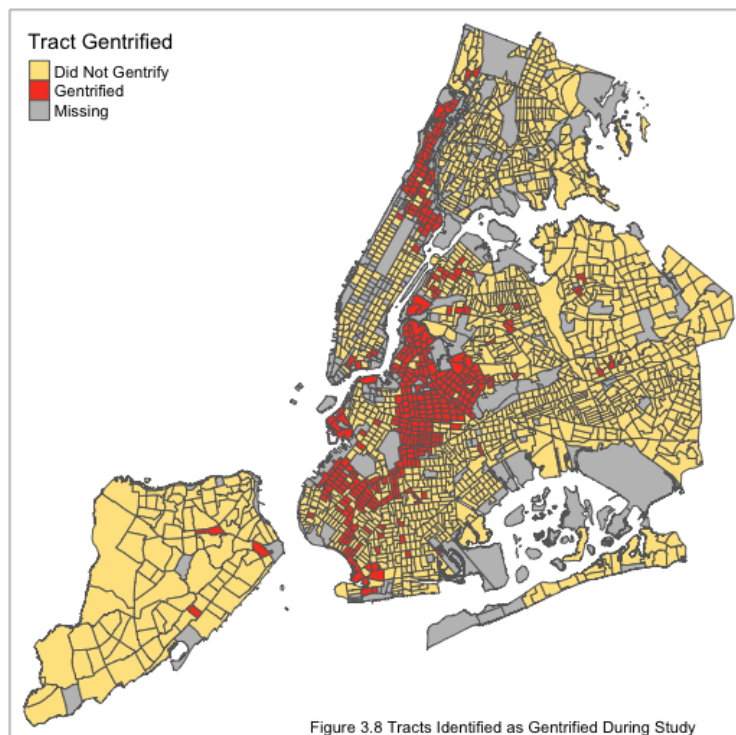 Tract Gentrified
Did Not Gentrify
Gentrified
Missing
Figure 3.8 Tracts Identified as Gentrified During Study